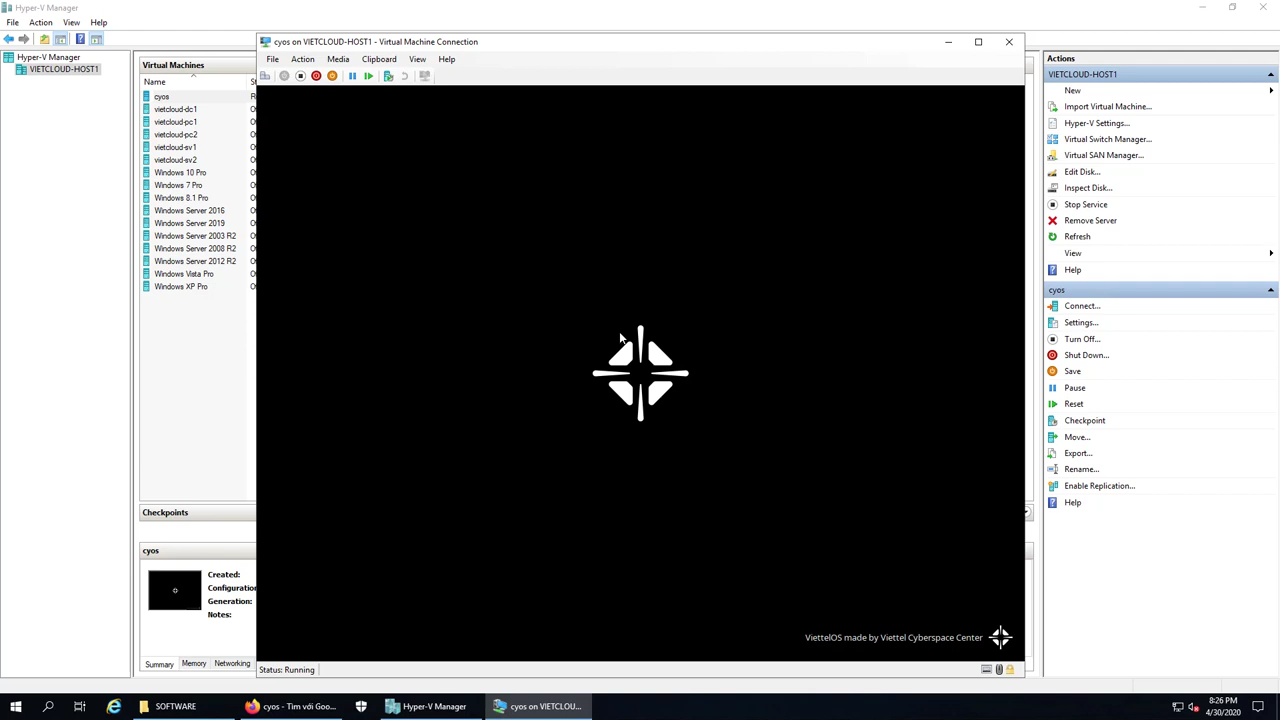 Hyper-V Manager
File Action View Help
Hyper-V Manager
VIETCLOUD-HOST1
Virtual Machines
Name
cyos
vietcloud-dc1
vietcloud-pc1
vietcloud-pc2
vietcloud-sv1
vietcloud-sv2
Windows 10 Pro
Windows 7 Pro
Windows 8.1 Pro
Windows Server 2016
Windows Server 2019
Windows Server 2003 R2
Windows Server 2008 R2
Windows Server 2012 R2
Windows Vista Pro
Windows XP Pro
Checkpoints
cyos
Created:
Configuration
Generation:
Notes:
Summary Memory Networking
cyos on VIETCLOUD-HOST1 - Virtual Machine Connection
File Action Media Clipboard View Help
ViettelOS made by Viettel Cyberspace Center
Status: Running
Actions
VIETCLOUD-HOST1
New
Import Virtual Machine...
Hyper-V Settings...
Virtual Switch Manager...
Virtual SAN Manager...
Edit Disk...
Inspect Disk...
Stop Service
Remove Server
Refresh
View
Help
cyos
Connect...
Settings...
Turn Off...
Shut Down...
Save
Pause
Reset
Checkpoint
Move...
Export...
Rename...
Enable Replication...
Help
SOFTWARE
cyos - Tìm với Goo...
Hyper-V Manager
cyos on VIETCLOU...
8:26 PM
4/30/2020